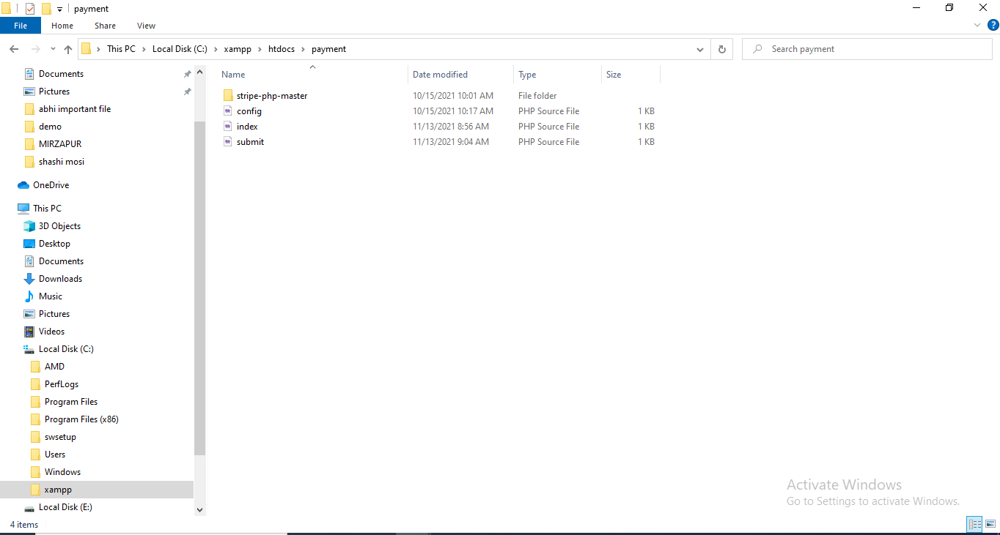 payment
File Home Share View
This PC Local Disk (C:) xampp htdocs payment
Search payment
Documents
Pictures
abhi important file
demo
MIRZAPUR
shashi mosi
OneDrive
This PC
3D Objects
Desktop
Documents
Downloads
Music
Pictures
Videos
Local Disk (C:)
AMD
PerfLogs
Program Files
Program Files (x86)
swsetup
Users
Windows
xampp
Local Disk (E:)
Name Date modified Type Size
stripe-php-master 10/15/2021 10:01 AM File folder
config 10/15/2021 10:17 AM PHP Source File 1 KB
index 11/13/2021 8:56 AM PHP Source File 1 KB
submit 11/13/2021 9:04 AM PHP Source File 1 KB
Activate Windows
Go to Settings to activate Windows.
4 items